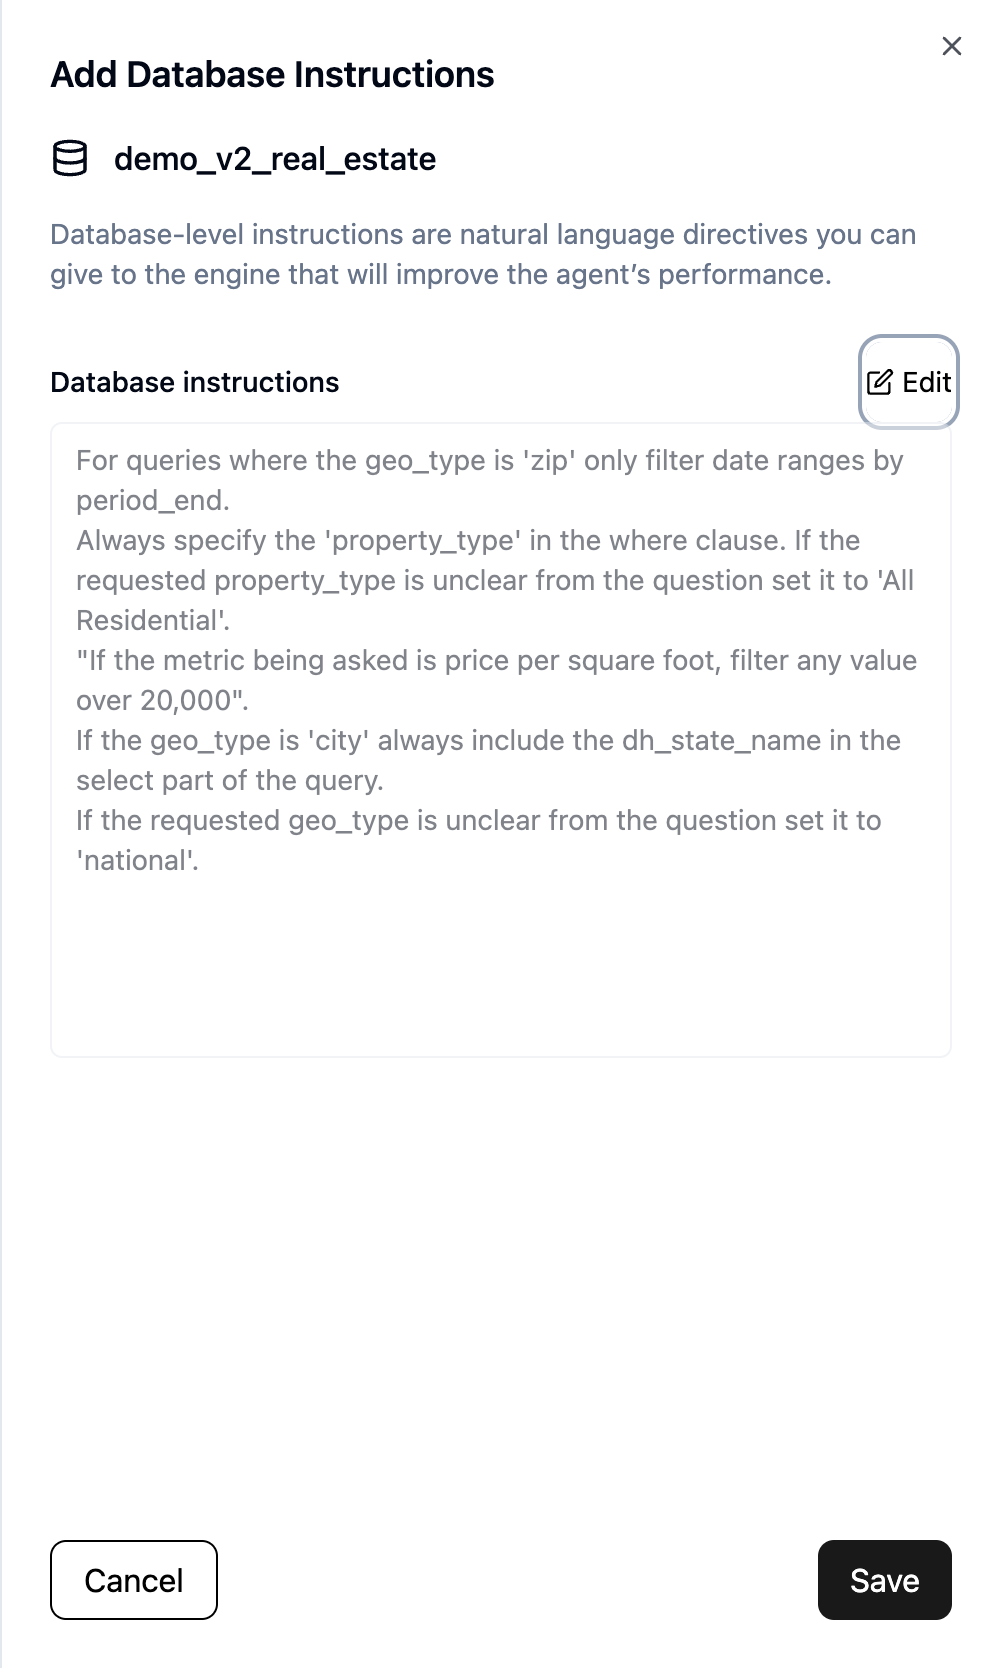 Add Database Instructions
demo_v2_real_estate
Database-level instructions are natural language directives you can
give to the engine that will improve the agent’s performance.
Database instructions
Edit
For queries where the geo_type is 'zip' only filter date ranges by
period_end.
Always specify the 'property_type' in the where clause. If the
requested property_type is unclear from the question set it to 'All
Residential'.
"If the metric being asked is price per square foot, filter any value
over 20,000".
If the geo_type is 'city' always include the dh_state_name in the
select part of the query.
If the requested geo_type is unclear from the question set it to
'national'.
Cancel
Save